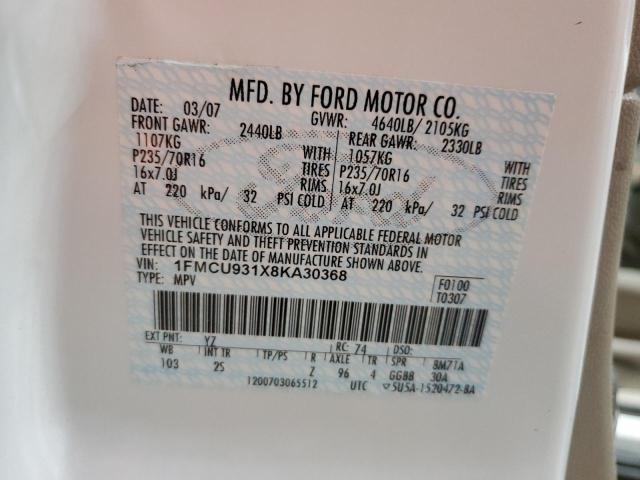 MFD. BY FORD MOTOR CO.
DATE: 03/07 GVWR: 4640LB/ 2105KG
FRONT GAWR: 2440LB REAR GAWR: 2330LB
1107KG WITH 1057KG WITH
P235/70R16 TIRES P235/70R16 TIRES
16x7.0J RIMS 16x7.0J RIMS
AT 220 kPa/ 32 PSI COLD AT 220 kPa/ 32 PSI COLD
THIS VEHICLE CONFORMS TO ALL APPLICABLE FEDERAL MOTOR
VEHICLE SAFETY AND THEFT PREVENTION STANDARDS IN
EFFECT ON THE DATE OF MANUFACTURE SHOWN ABOVE.
VIN: 1FMCU931X8KA30368 F0100
TYPE: MPV T0307
EXT PNT: YZ RC: 74 DSO:
WB INT TR TP/PS R AXLE TR SPR BM7TA
103 2S Z 96 4 GGBB 30A
1200703065512 UTC 5U5A-1520472-BA